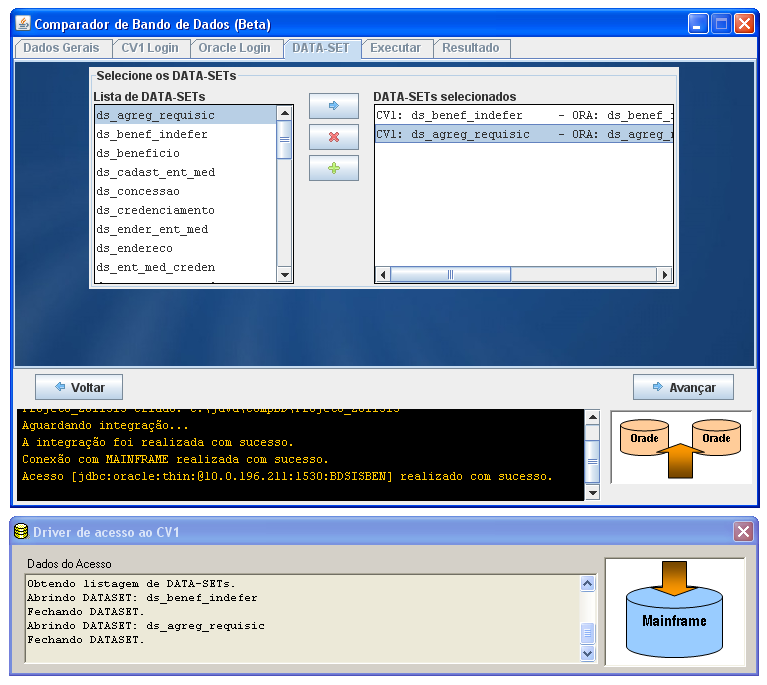 Comparador de Bando de Dados (Beta)
Dados Gerais CV1 Login Oracle Login DATA-SET Executar Resultado
Selecione os DATA-SETs
Lista de DATA-SETs
ds_agreg_requisic
ds_benef_indefer
ds_beneficio
ds_cadast_ent_med
ds_concessao
ds_credenciamento
ds_ender_ent_med
ds_endereco
ds_ent_med_creden
DATA-SETs selecionados
CV1: ds_benef_indefer - ORA: ds_benef_
CV1: ds_agreg_requisic - ORA: ds_agreg_
Voltar
Avançar
Aguardando integração...
A integração foi realizada com sucesso.
Conexão com MAINFRAME realizada com sucesso.
Acesso [jdbc:oracle:thin:@10.0.196.211:1530:BDSISBEN] realizado com sucesso.
Oracle Oracle
Driver de acesso ao CV1
Dados do Acesso
Obtendo listagem de DATA-SETs.
Abrindo DATASET: ds_benef_indefer
Fechando DATASET.
Abrindo DATASET: ds_agreg_requisic
Fechando DATASET.
Mainframe